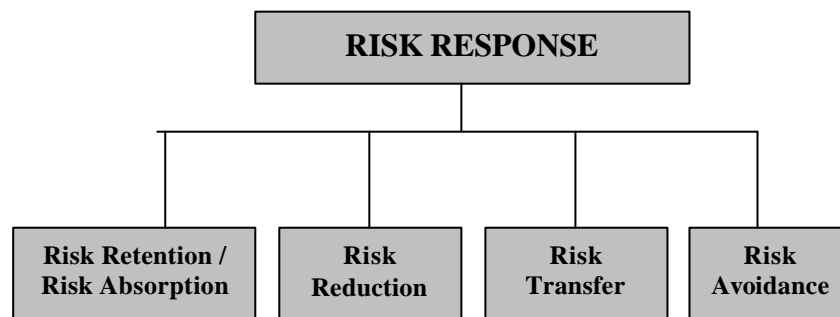 RISK RESPONSE
Risk Retention /
Risk Absorption
Risk
Reduction
Risk
Transfer
Risk
Avoidance